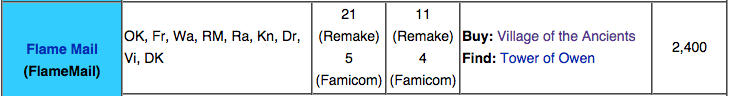 Flame Mail
(FlameMail)
OK, Fr, Wa, RM, Ra, Kn, Dr,
Vi, DK
21
(Remake)
5
(Famicom)
11
(Remake)
4
(Famicom)
Buy: Village of the Ancients
Find: Tower of Owen
2,400